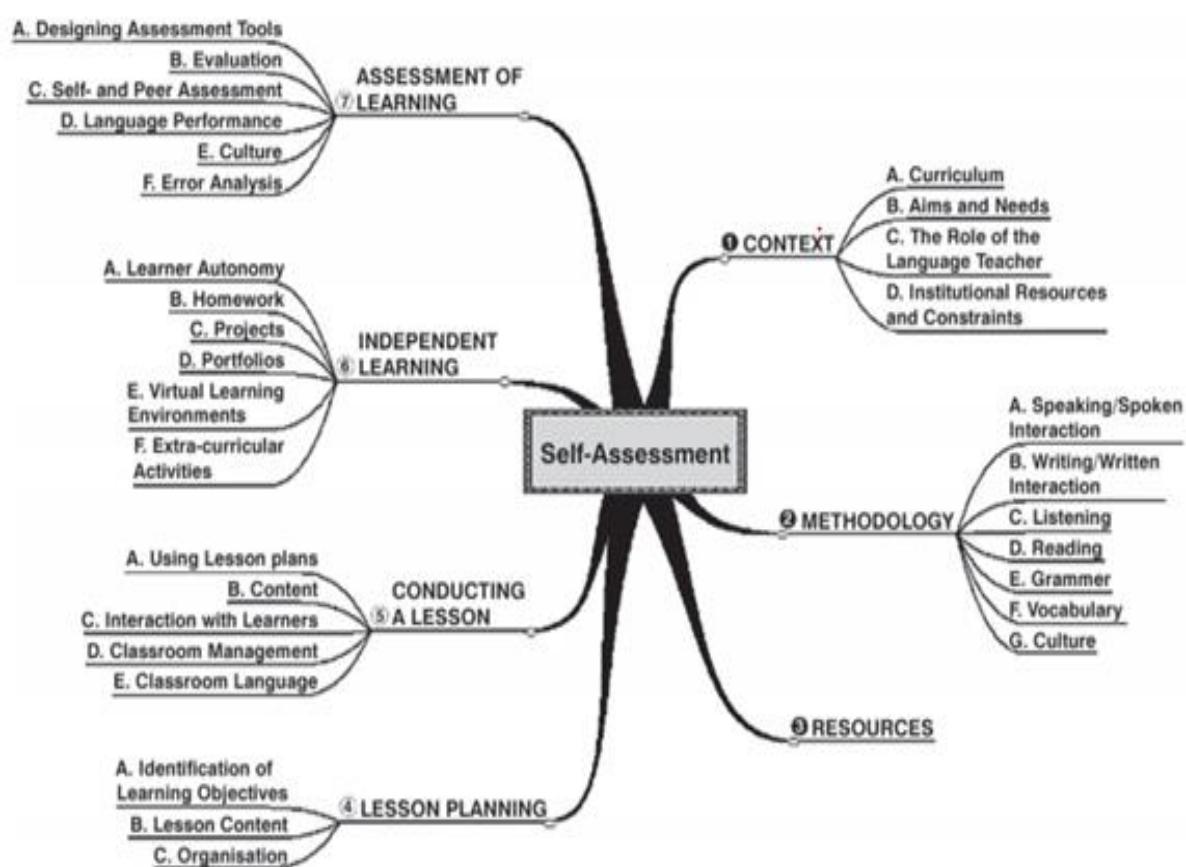 Self-Assessment
❶ CONTEXT
A. Curriculum
B. Aims and Needs
C. The Role of the
Language Teacher
D. Institutional Resources
and Constraints
❷ METHODOLOGY
A. Speaking/Spoken
Interaction
B. Writing/Written
Interaction
C. Listening
D. Reading
E. Grammer
F. Vocabulary
G. Culture
❸ RESOURCES
④ LESSON PLANNING
A. Identification of
Learning Objectives
B. Lesson Content
C. Organisation
CONDUCTING
⑤ A LESSON
A. Using Lesson plans
B. Content
C. Interaction with Learners
D. Classroom Management
E. Classroom Language
INDEPENDENT
⑥ LEARNING
A. Learner Autonomy
B. Homework
C. Projects
D. Portfolios
E. Virtual Learning
Environments
F. Extra-curricular
Activities
ASSESSMENT OF
⑦ LEARNING
A. Designing Assessment Tools
B. Evaluation
C. Self- and Peer Assessment
D. Language Performance
E. Culture
F. Error Analysis